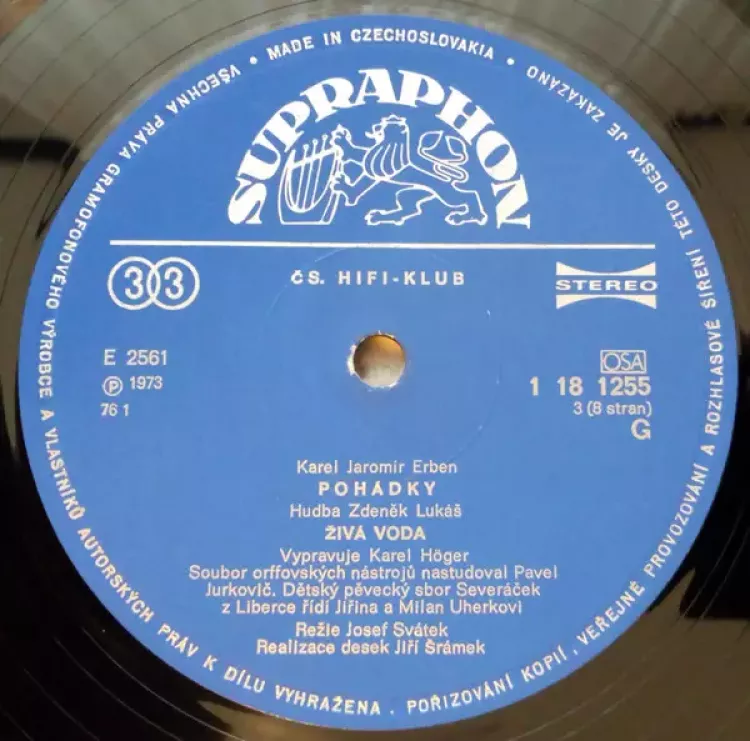 VŠECHNA PRÁVA GRAMOFONOVÉHO VÝROBCE A VLASTNÍKŮ AUTORSKÝCH PRÁV K DÍLU VYHRAŽENA . POŘIZOVÁNÍ KOPIÍ , VEŘEJNÉ PROVOZOVÁNÍ A ROZHLASOVÉ ŠÍŘENÍ TÉTO DESKY JE ZAKÁZÁNO
• MADE IN CZECHOSLOVAKIA •
SUPRAPHON
33
ČS. HIFI-KLUB
STEREO
E 2561
Ⓟ 1973
76 1
OSA
1 18 1255
3 (8 stran)
G
Karel Jaromír Erben
POHÁDKY
Hudba Zdeněk Lukáš
ŽIVÁ VODA
Vypravuje Karel Höger
Soubor orffovských nástrojů nastudoval Pavel
Jurkovič. Dětský pěvecký sbor Severáček
z Liberce řídí Jiřina a Milan Uherkovi
Režie Josef Svátek
Realizace desek Jiří Šrámek